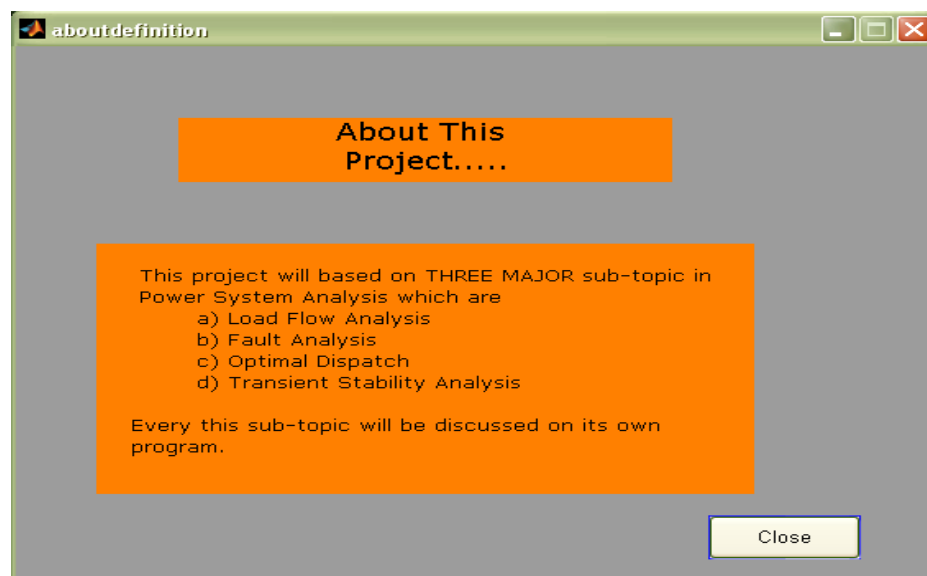 aboutdefinition
About This
Project.....
This project will based on THREE MAJOR sub-topic in
Power System Analysis which are
a) Load Flow Analysis
b) Fault Analysis
c) Optimal Dispatch
d) Transient Stability Analysis
Every this sub-topic will be discussed on its own
program.
Close